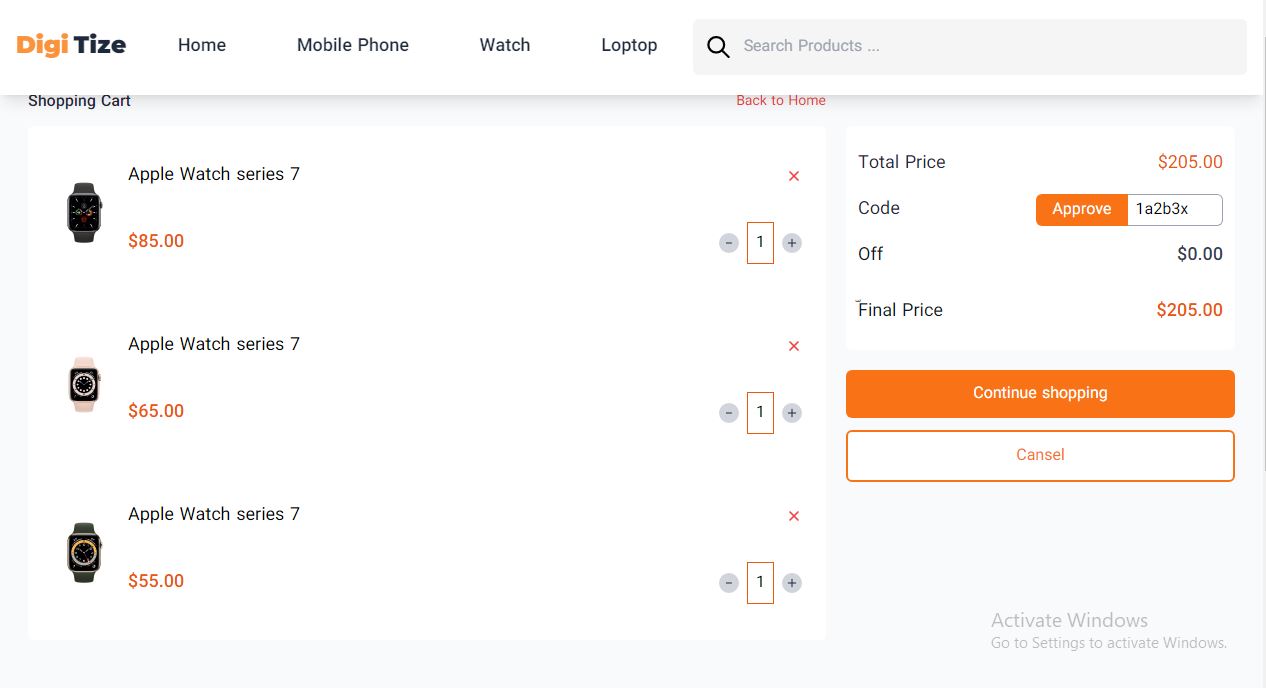 Digi Tize Home Mobile Phone Watch Loptop Search Products ...
Shopping Cart Back to Home
Apple Watch series 7
$85.00 - 1 +
Apple Watch series 7
$65.00 - 1 +
Apple Watch series 7
$55.00 - 1 +
Total Price $205.00
Code Approve 1a2b3x
Off $0.00
Final Price $205.00
Continue shopping
Cansel
Activate Windows
Go to Settings to activate Windows.